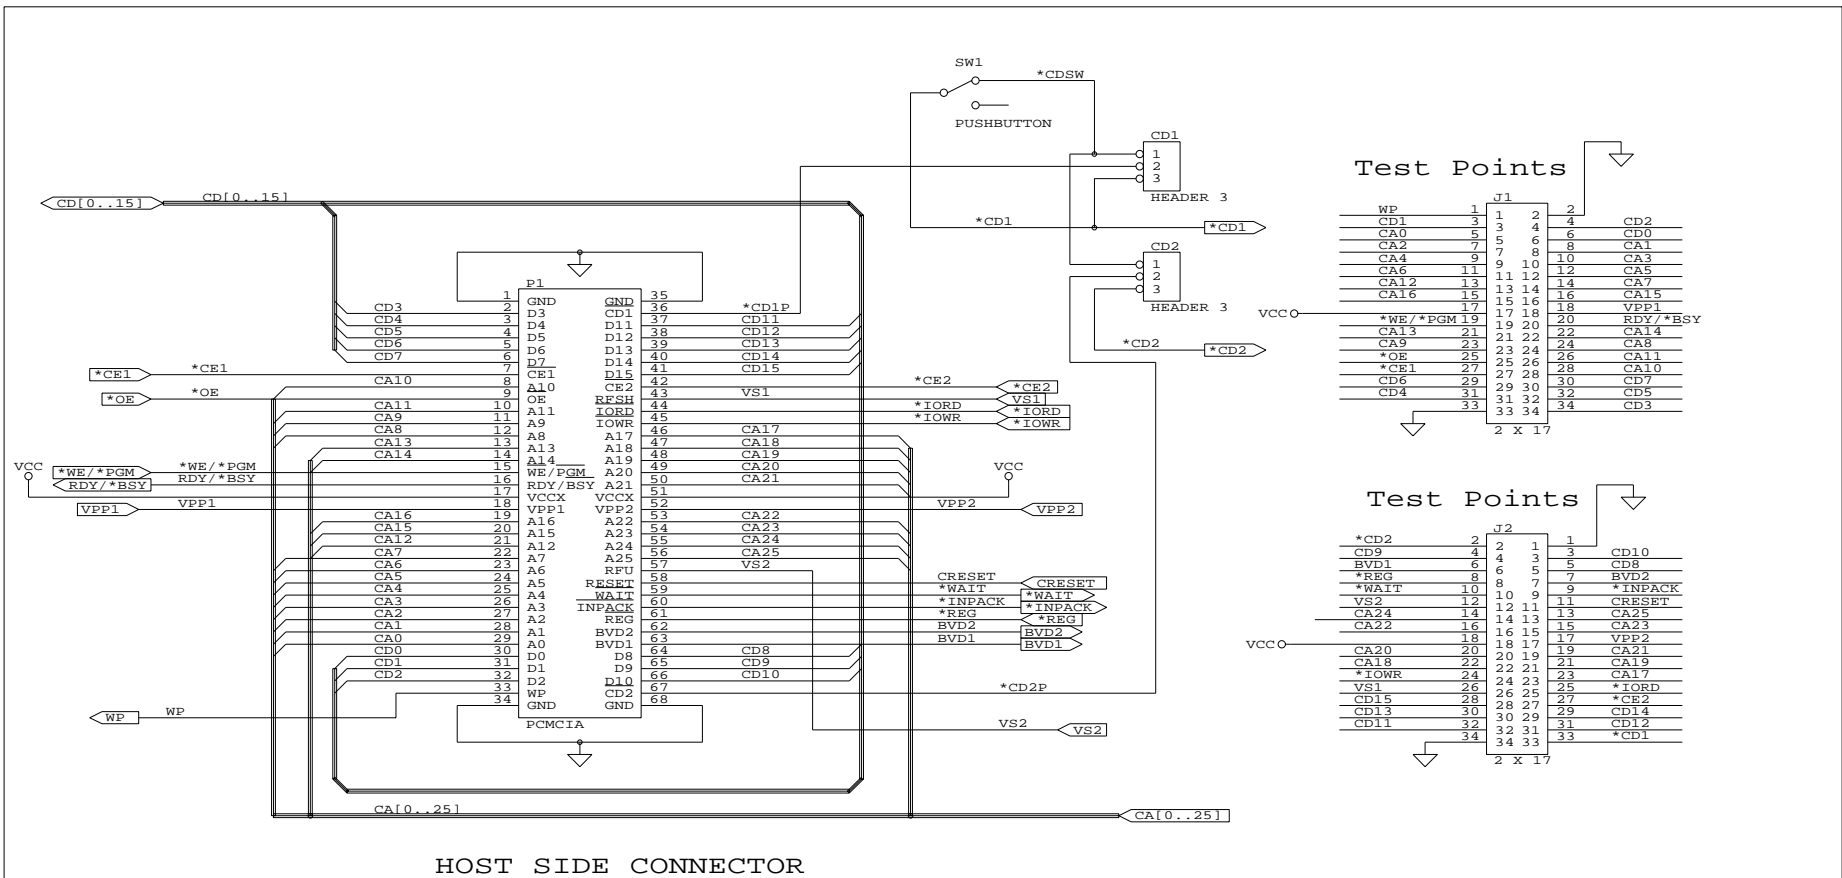 SW1
*CDSW
PUSHBUTTON
CD1
1
2
3
HEADER 3
*CD1
*CD1
CD2
1
2
3
HEADER 3
*CD2
*CD2
CD[0..15] CD[0..15]
P1
1 GND GND 35
CD3 2 D3 CD1 36 *CD1P
CD4 3 D4 D11 37 CD11
CD5 4 D5 D12 38 CD12
CD6 5 D6 D13 39 CD13
CD7 6 D7 D14 40 CD14
*CE1 *CE1 7 CE1 D15 41 CD15
CA10 8 A10 CE2 42 *CE2 *CE2
*OE *OE 9 OE RFSH 43 VS1 VS1
CA11 10 A11 IORD 44 *IORD *IORD
CA9 11 A9 IOWR 45 *IOWR *IOWR
CA8 12 A8 A17 46 CA17
CA13 13 A13 A18 47 CA18
CA14 14 A14 A19 48 CA19
VCC *WE/*PGM *WE/*PGM 15 WE/PGM A20 49 CA20
RDY/*BSY RDY/*BSY 16 RDY/BSY A21 50 CA21
17 VCCX VCCX 51 VCC
VPP1 VPP1 18 VPP1 VPP2 52 VPP2 VPP2
CA16 19 A16 A22 53 CA22
CA15 20 A15 A23 54 CA23
CA12 21 A12 A24 55 CA24
CA7 22 A7 A25 56 CA25
CA6 23 A6 RFU 57 VS2
CA5 24 A5 RESET 58 CRESET CRESET
CA4 25 A4 WAIT 59 *WAIT *WAIT
CA3 26 A3 INPACK 60 *INPACK *INPACK
CA2 27 A2 REG 61 *REG *REG
CA1 28 A1 BVD2 62 BVD2 BVD2
CA0 29 A0 BVD1 63 BVD1 BVD1
CD0 30 D0 D8 64 CD8
CD1 31 D1 D9 65 CD9
CD2 32 D2 D10 66 CD10
33 WP CD2 67 *CD2P
WP WP 34 GND GND 68
PCMCIA
VS2 VS2
CA[0..25] CA[0..25]
HOST SIDE CONNECTOR
Test Points
J1
WP 1 1 2 2
CD1 3 3 4 4 CD2
CA0 5 5 6 6 CD0
CA2 7 7 8 8 CA1
CA4 9 9 10 10 CA3
CA6 11 11 12 12 CA5
CA12 13 13 14 14 CA7
CA16 15 15 16 16 CA15
VCC 17 17 18 18 VPP1
*WE/*PGM 19 19 20 20 RDY/*BSY
CA13 21 21 22 22 CA14
CA9 23 23 24 24 CA8
*OE 25 25 26 26 CA11
*CE1 27 27 28 28 CA10
CD6 29 29 30 30 CD7
CD4 31 31 32 32 CD5
33 33 34 34 CD3
2 X 17
Test Points
J2
*CD2 2 2 1 1
CD9 4 4 3 3 CD10
BVD1 6 6 5 5 CD8
*REG 8 8 7 7 BVD2
*WAIT 10 10 9 9 *INPACK
VS2 12 12 11 11 CRESET
CA24 14 14 13 13 CA25
CA22 16 16 15 15 CA23
VCC 18 18 17 17 VPP2
CA20 20 20 19 19 CA21
CA18 22 22 21 21 CA19
*IOWR 24 24 23 23 CA17
VS1 26 26 25 25 *IORD
CD15 28 28 27 27 *CE2
CD13 30 30 29 29 CD14
CD11 32 32 31 31 CD12
34 34 33 33 *CD1
2 X 17